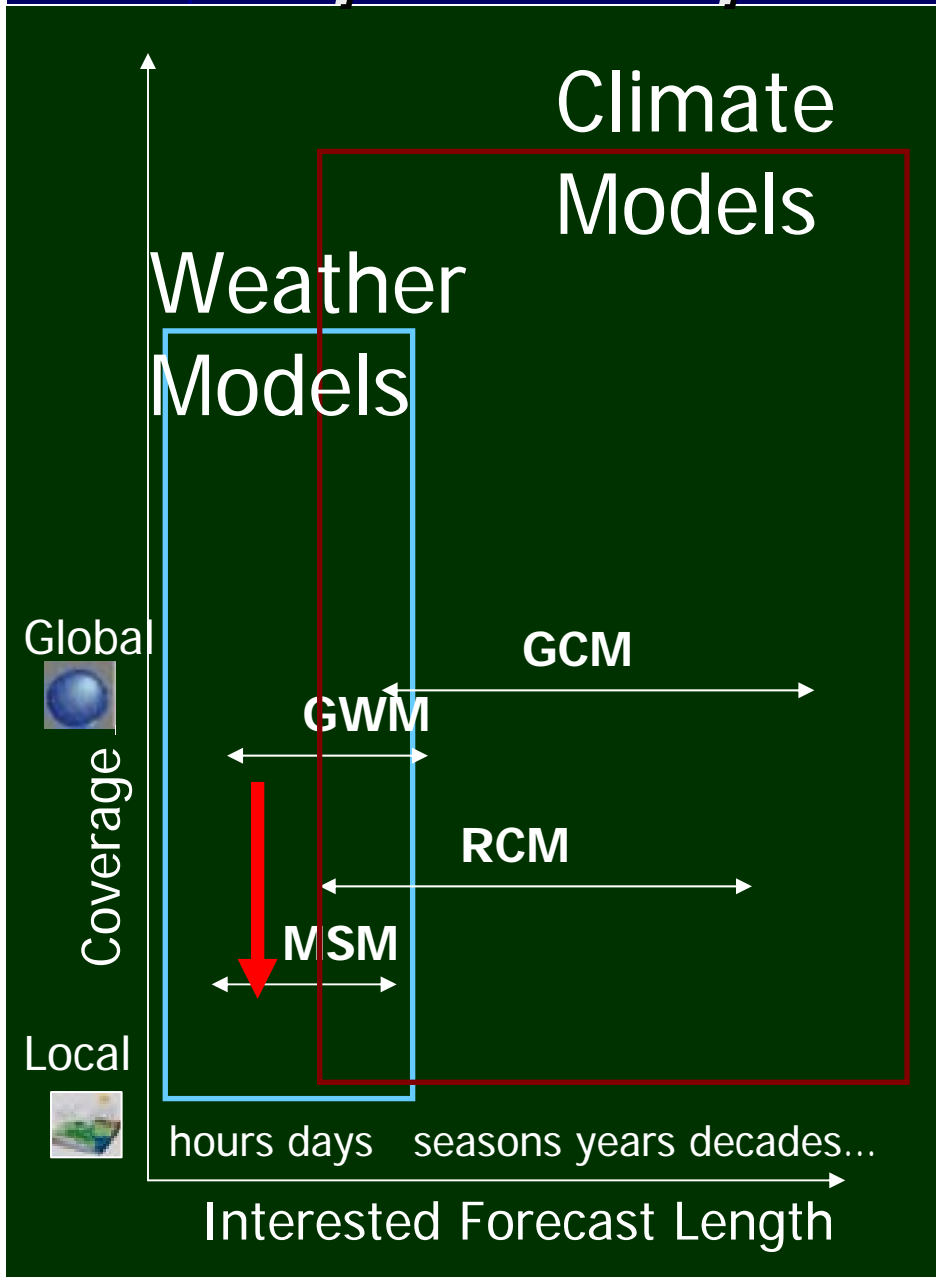 Climate
Models
Weather
Models
Global
GCM
GWM
Coverage
RCM
MSM
Local
hours days seasons years decades...
Interested Forecast Length